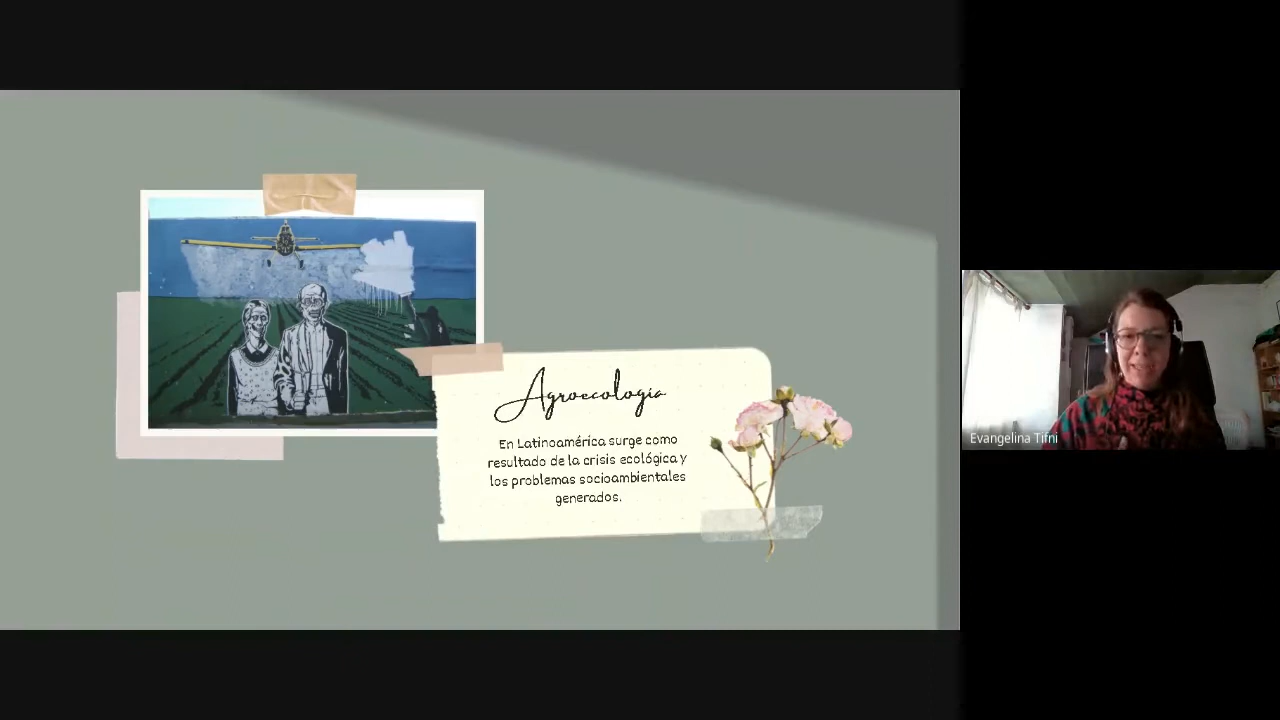 Agroecología
En Latinoamérica surge como
resultado de la crisis ecológica y
los problemas socioambientales
generados.
Evangelina Tifni